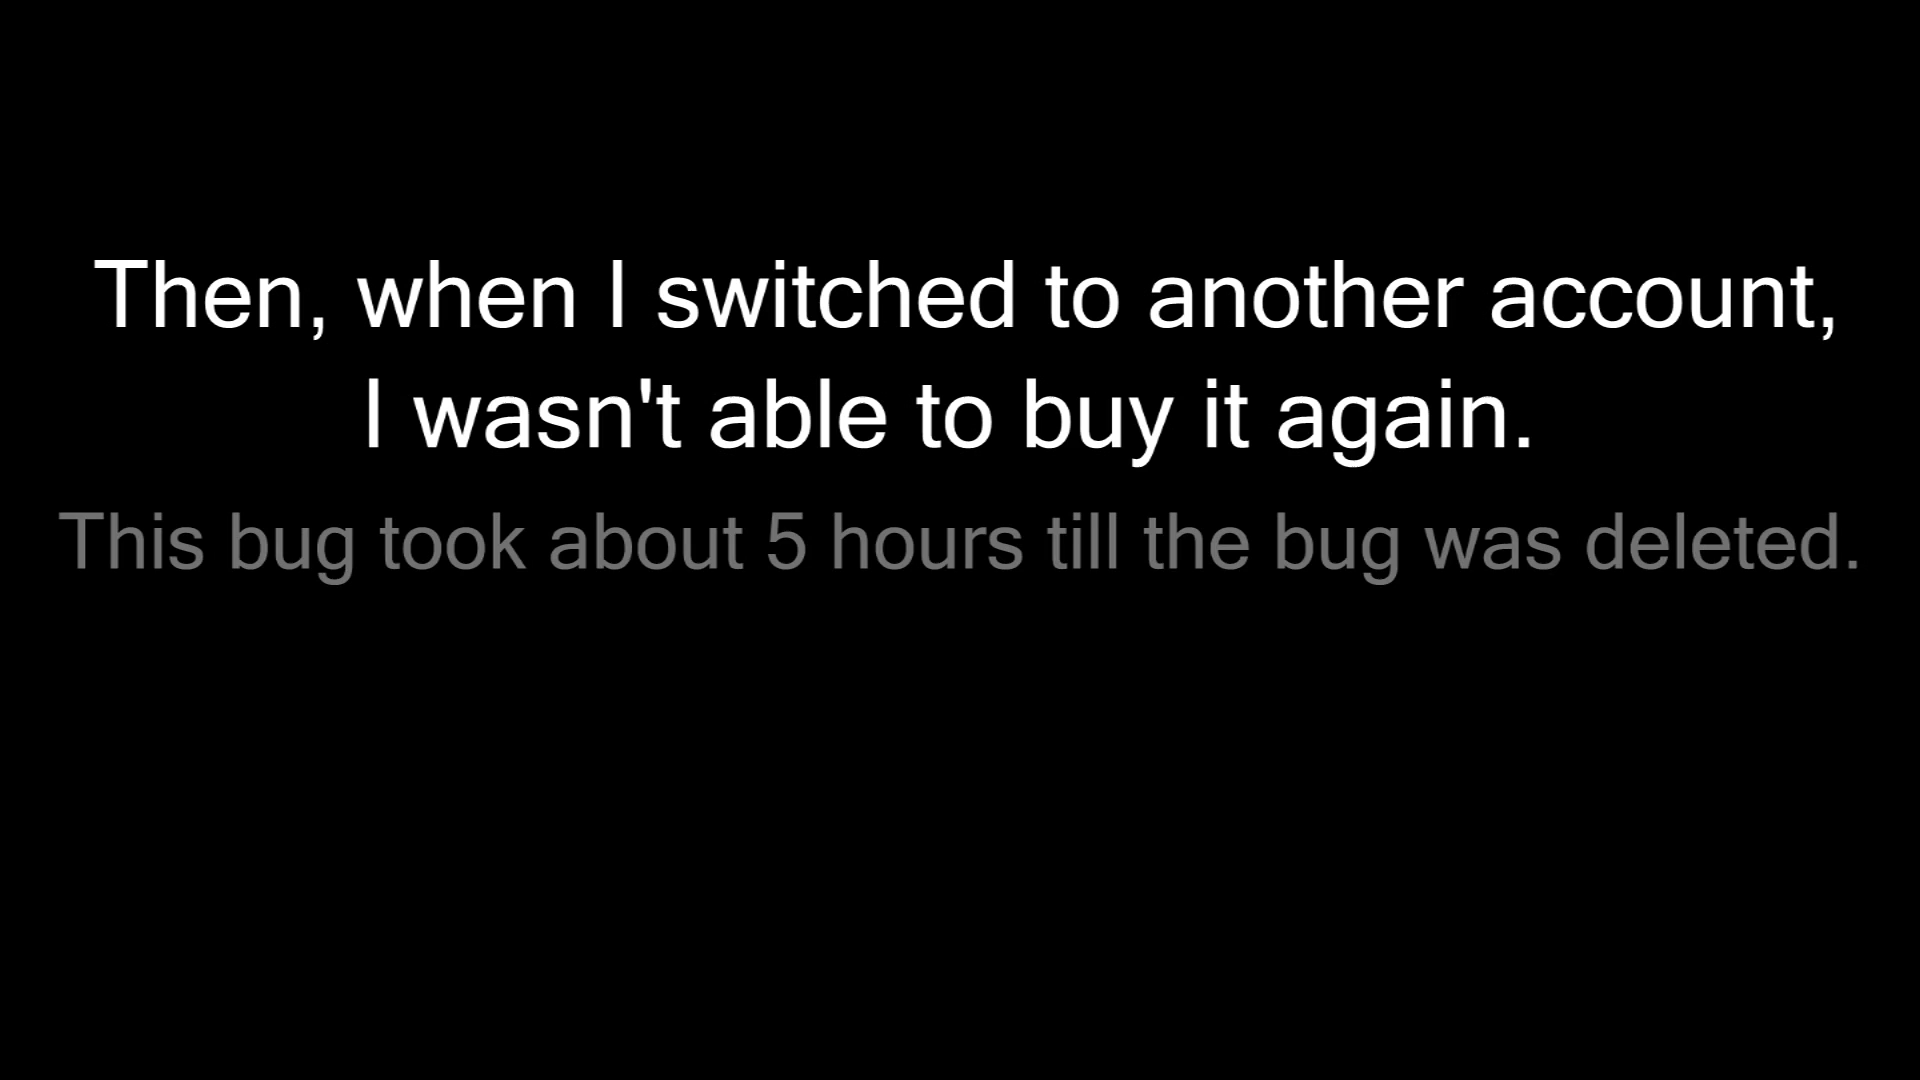 Then, when I switched to another account,
I wasn't able to buy it again.
This bug took about 5 hours till the bug was deleted.